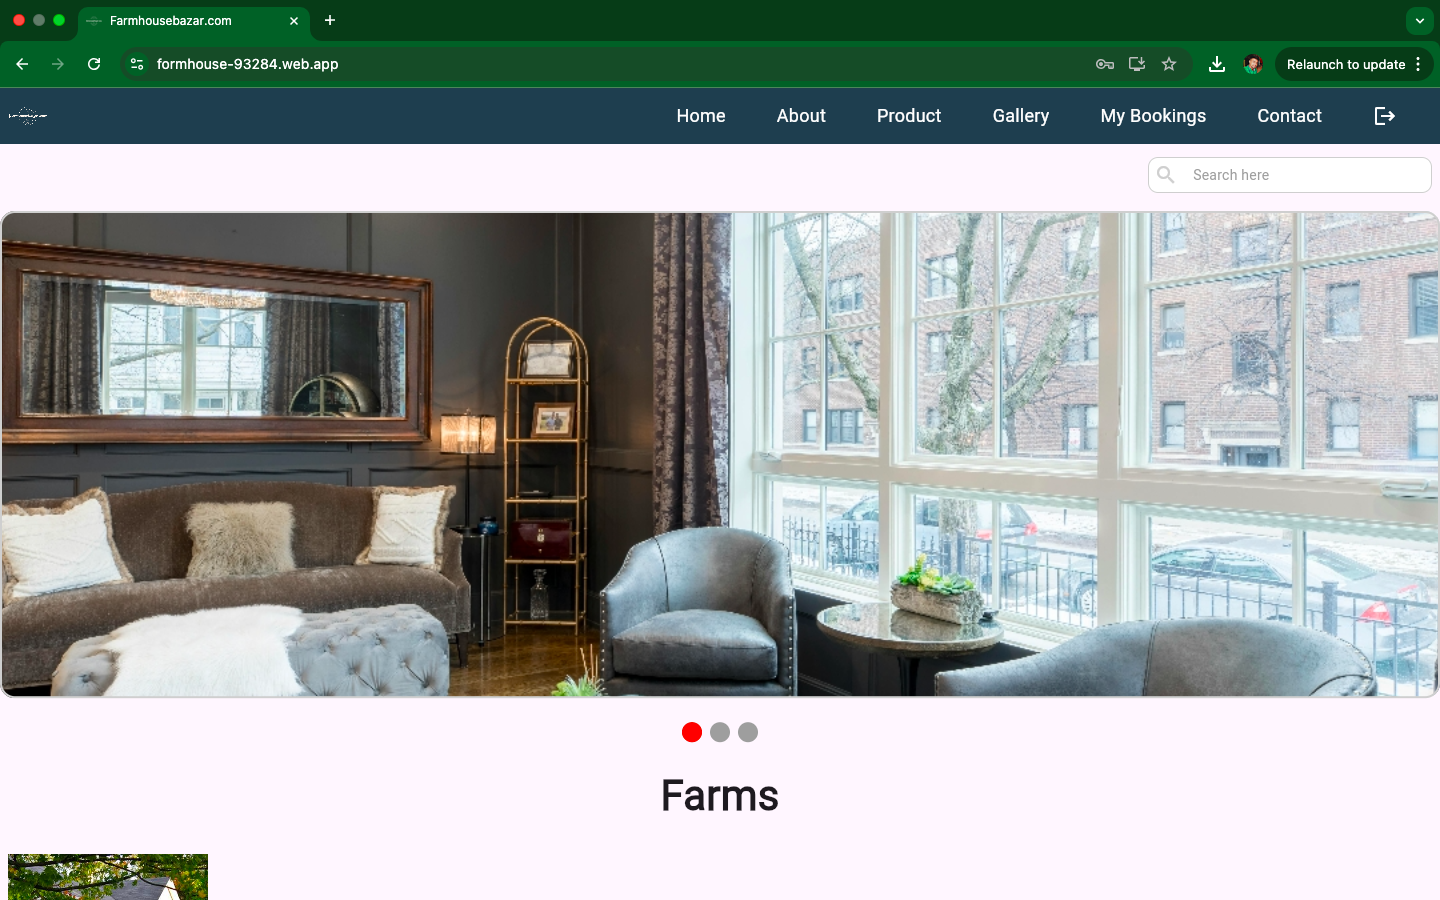 Farmhousebazar.com
formhouse-93284.web.app
Relaunch to update
Home About Product Gallery My Bookings Contact
Search here
Farms